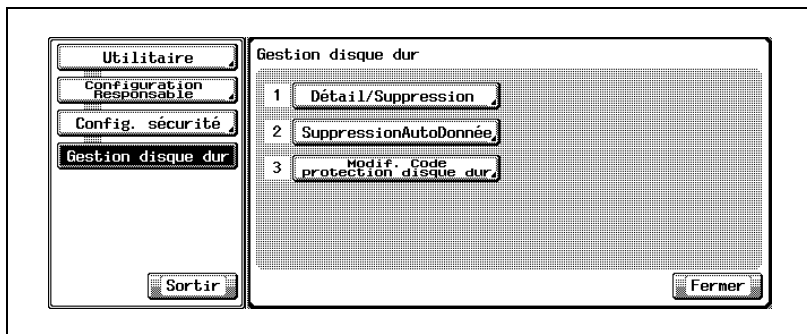 Utilitaire
Configuration
Responsable
Config. sécurité
Gestion disque dur
Sortir
Gestion disque dur
1 Détail/Suppression
2 SuppressionAutoDonnée
3 Modif. Code
protection disque dur
Fermer